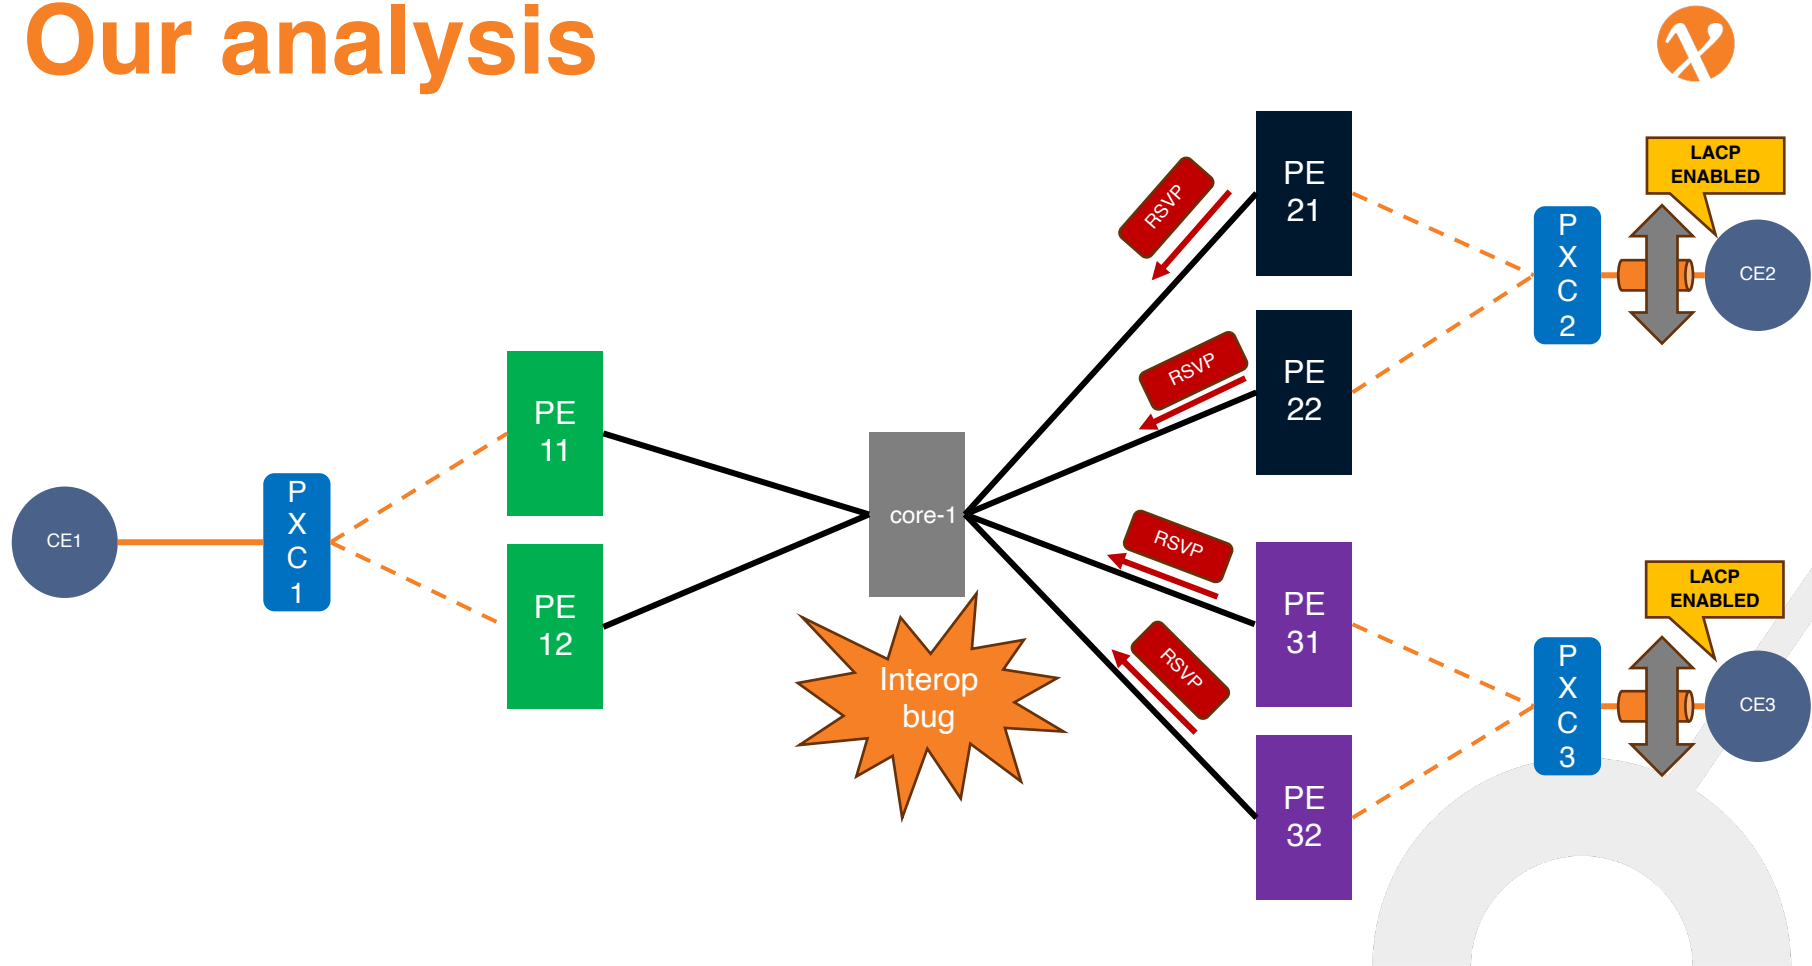 Our analysis
PE
21
RSVP
LACP
ENABLED
P
X
C
2
CE2
PE
22
RSVP
PE
11
core-1
CE1
P
X
C
1
PE
12
RSVP
PE
31
RSVP
LACP
ENABLED
P
X
C
3
CE3
Interop
bug
PE
32